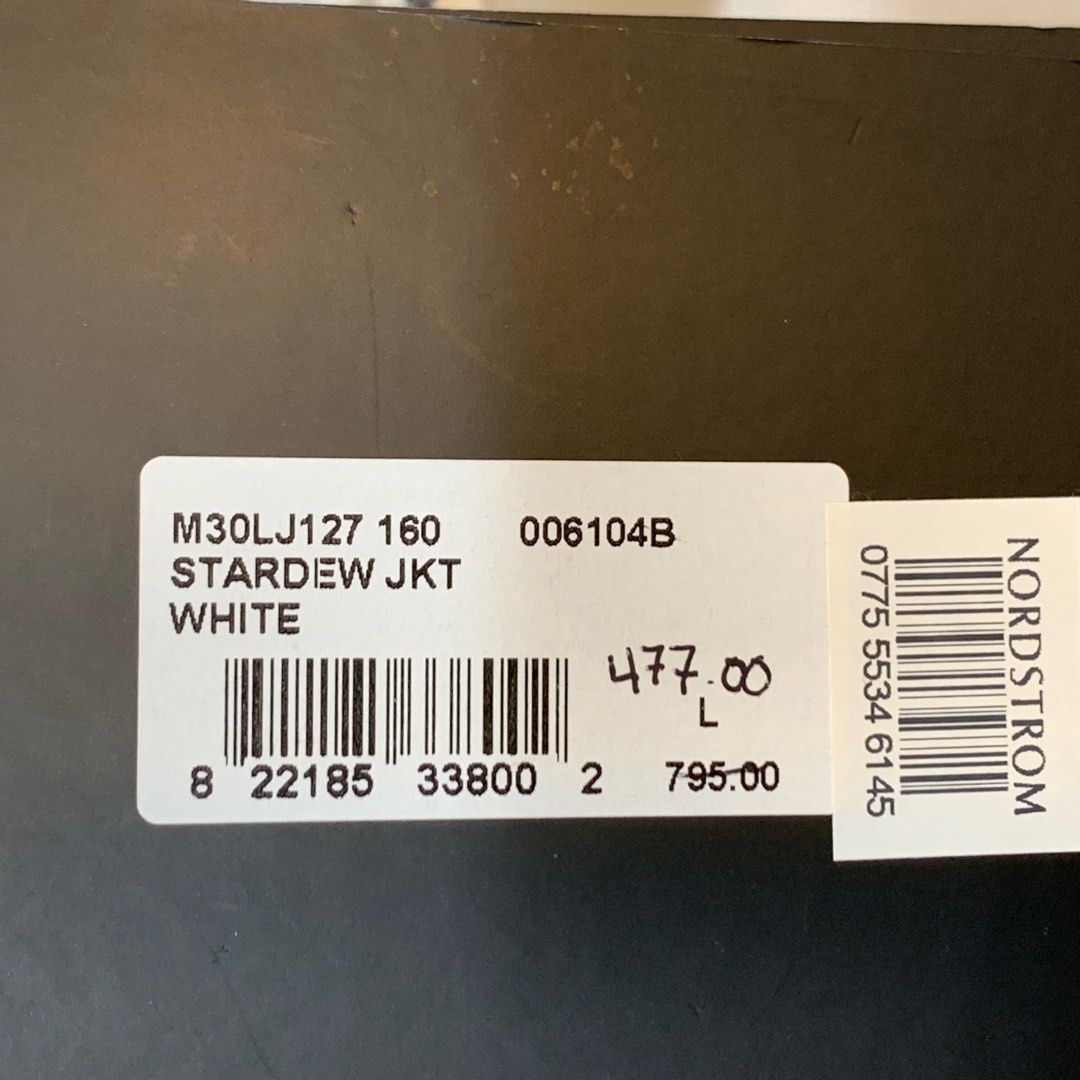 M30LJ127 160 006104B
STARDEW JKT
WHITE
477.00
L
8 22185 33800 2 795.00
NORDSTROM
0775 5534 6145